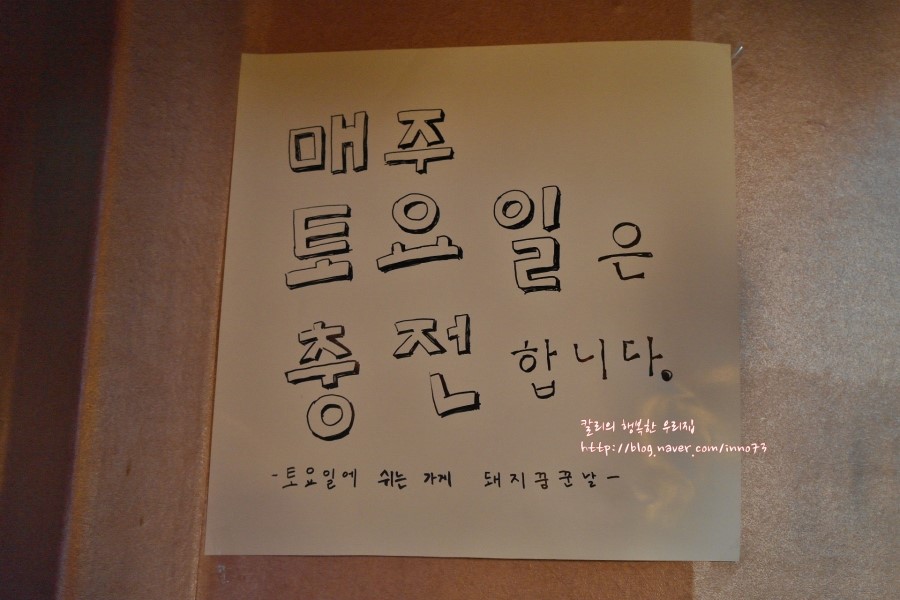 매주
토요일은
충전합니다.
칼리의 행복한 우리집
http://blog.naver.com/inno73
-토요일에 쉬는 가게 돼지꿈꾼날-